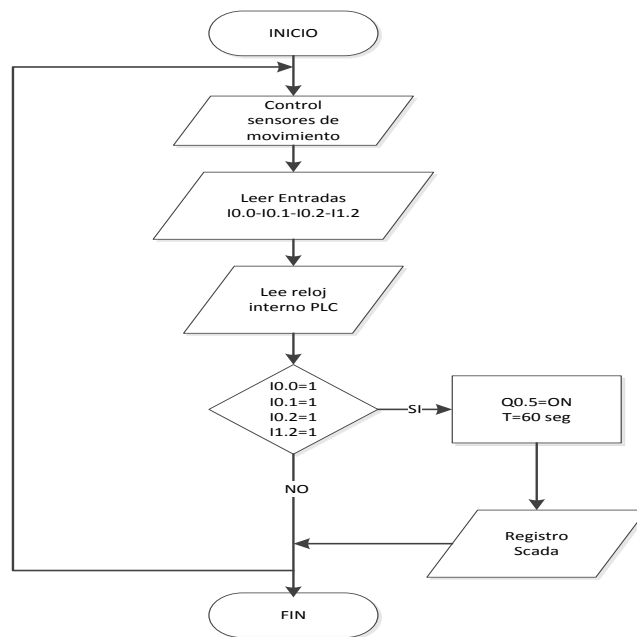 INICIO
Control
sensores de
movimiento
Leer Entradas
I0.0-I0.1-I0.2-I1.2
Lee reloj
interno PLC
I0.0=1
I0.1=1
I0.2=1
I1.2=1
SI
Q0.5=ON
T=60 seg
NO
Registro
Scada
FIN